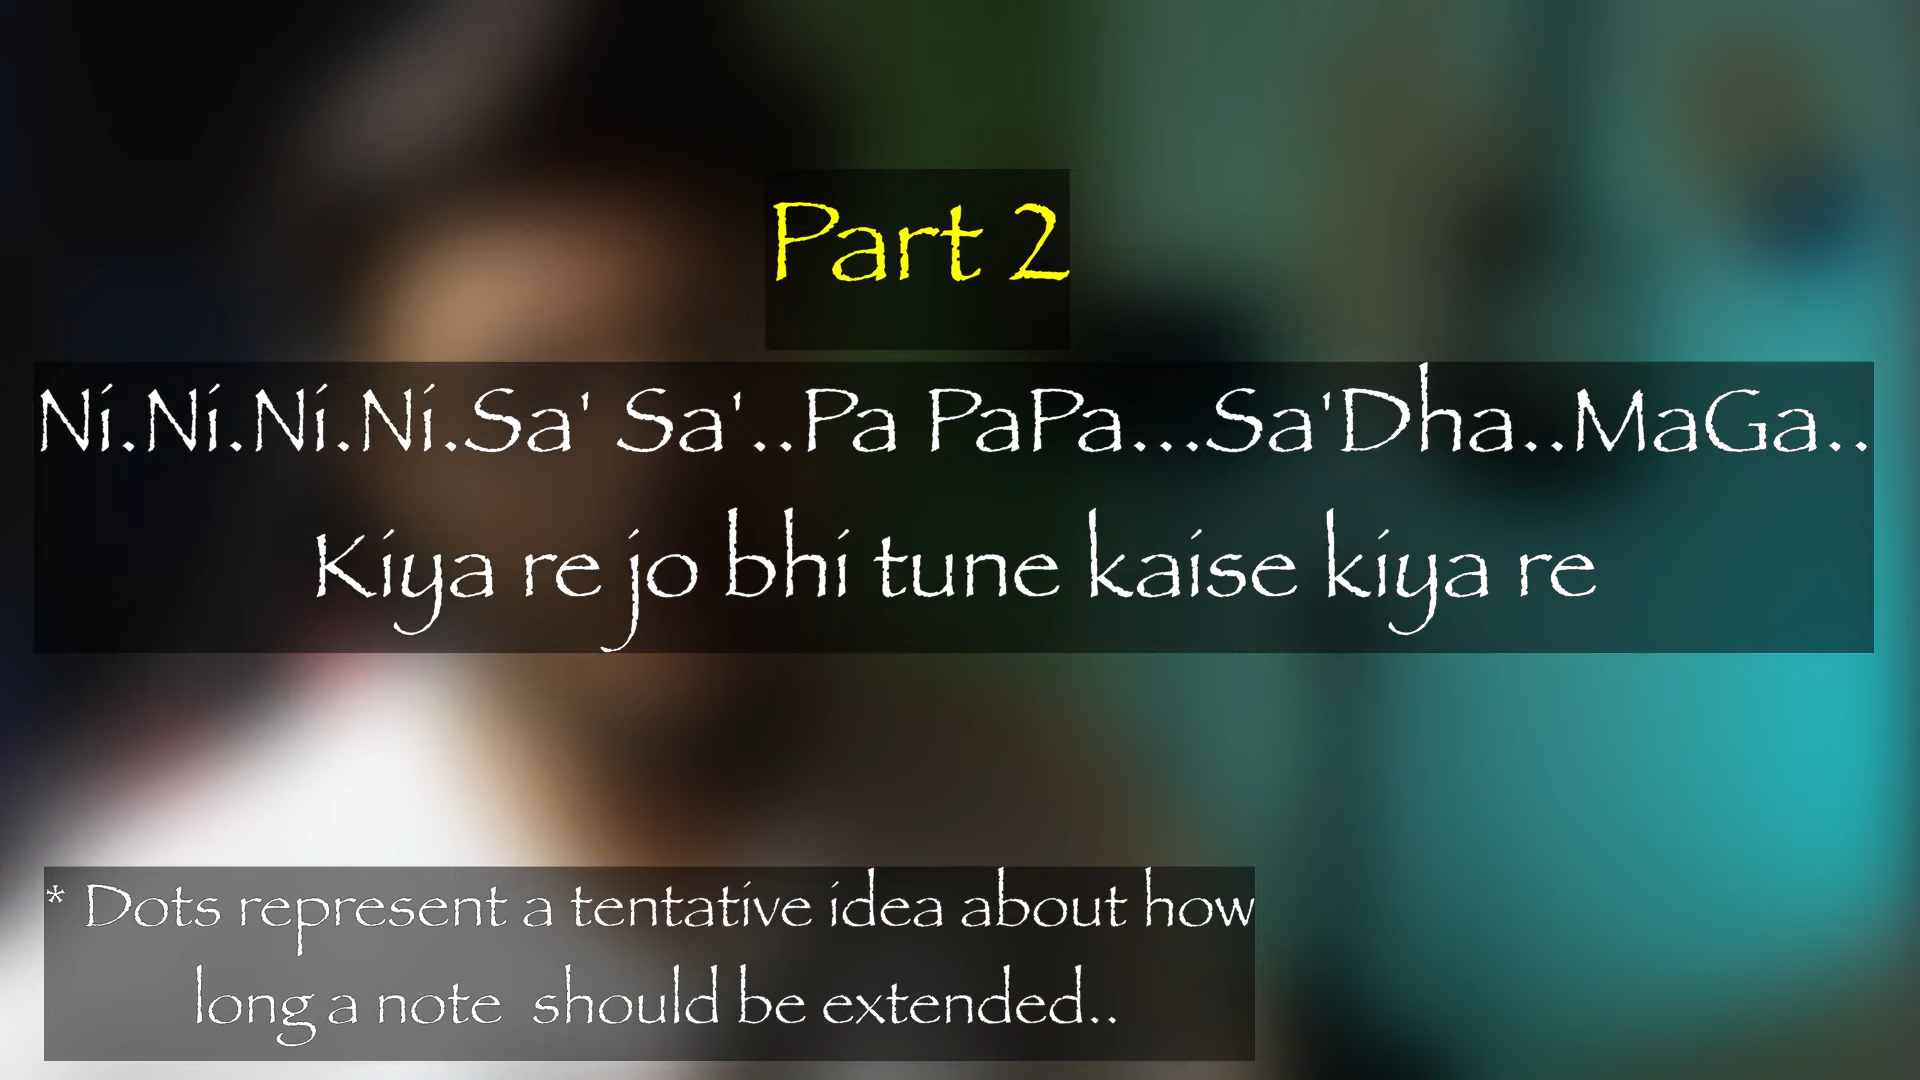 Part 2
Ni.Ni.Ni.Ni.Sa' Sa'..Pa PaPa...Sa'Dha..MaGa..
Kiya re jo bhi tune kaise kiya re
* Dots represent a tentative idea about how
long a note should be extended..